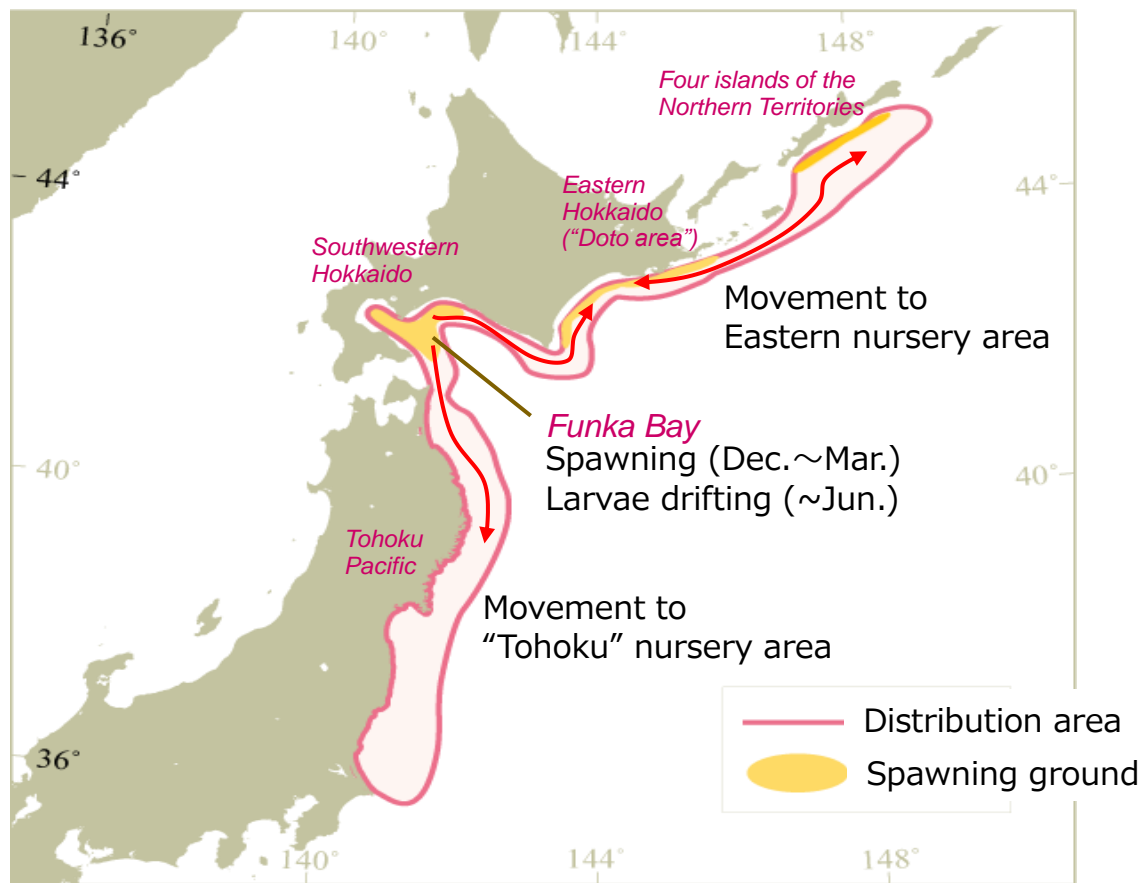 136°
140°
144°
148°
Four islands of the
Northern Territories
44°
44°
Eastern
Hokkaido
(“Doto area”)
Southwestern
Hokkaido
Movement to
Eastern nursery area
Funka Bay
Spawning (Dec.～Mar.)
Larvae drifting (~Jun.)
40°
40°
Tohoku
Pacific
Movement to
“Tohoku” nursery area
Distribution area
Spawning ground
36°
140°
144°
148°